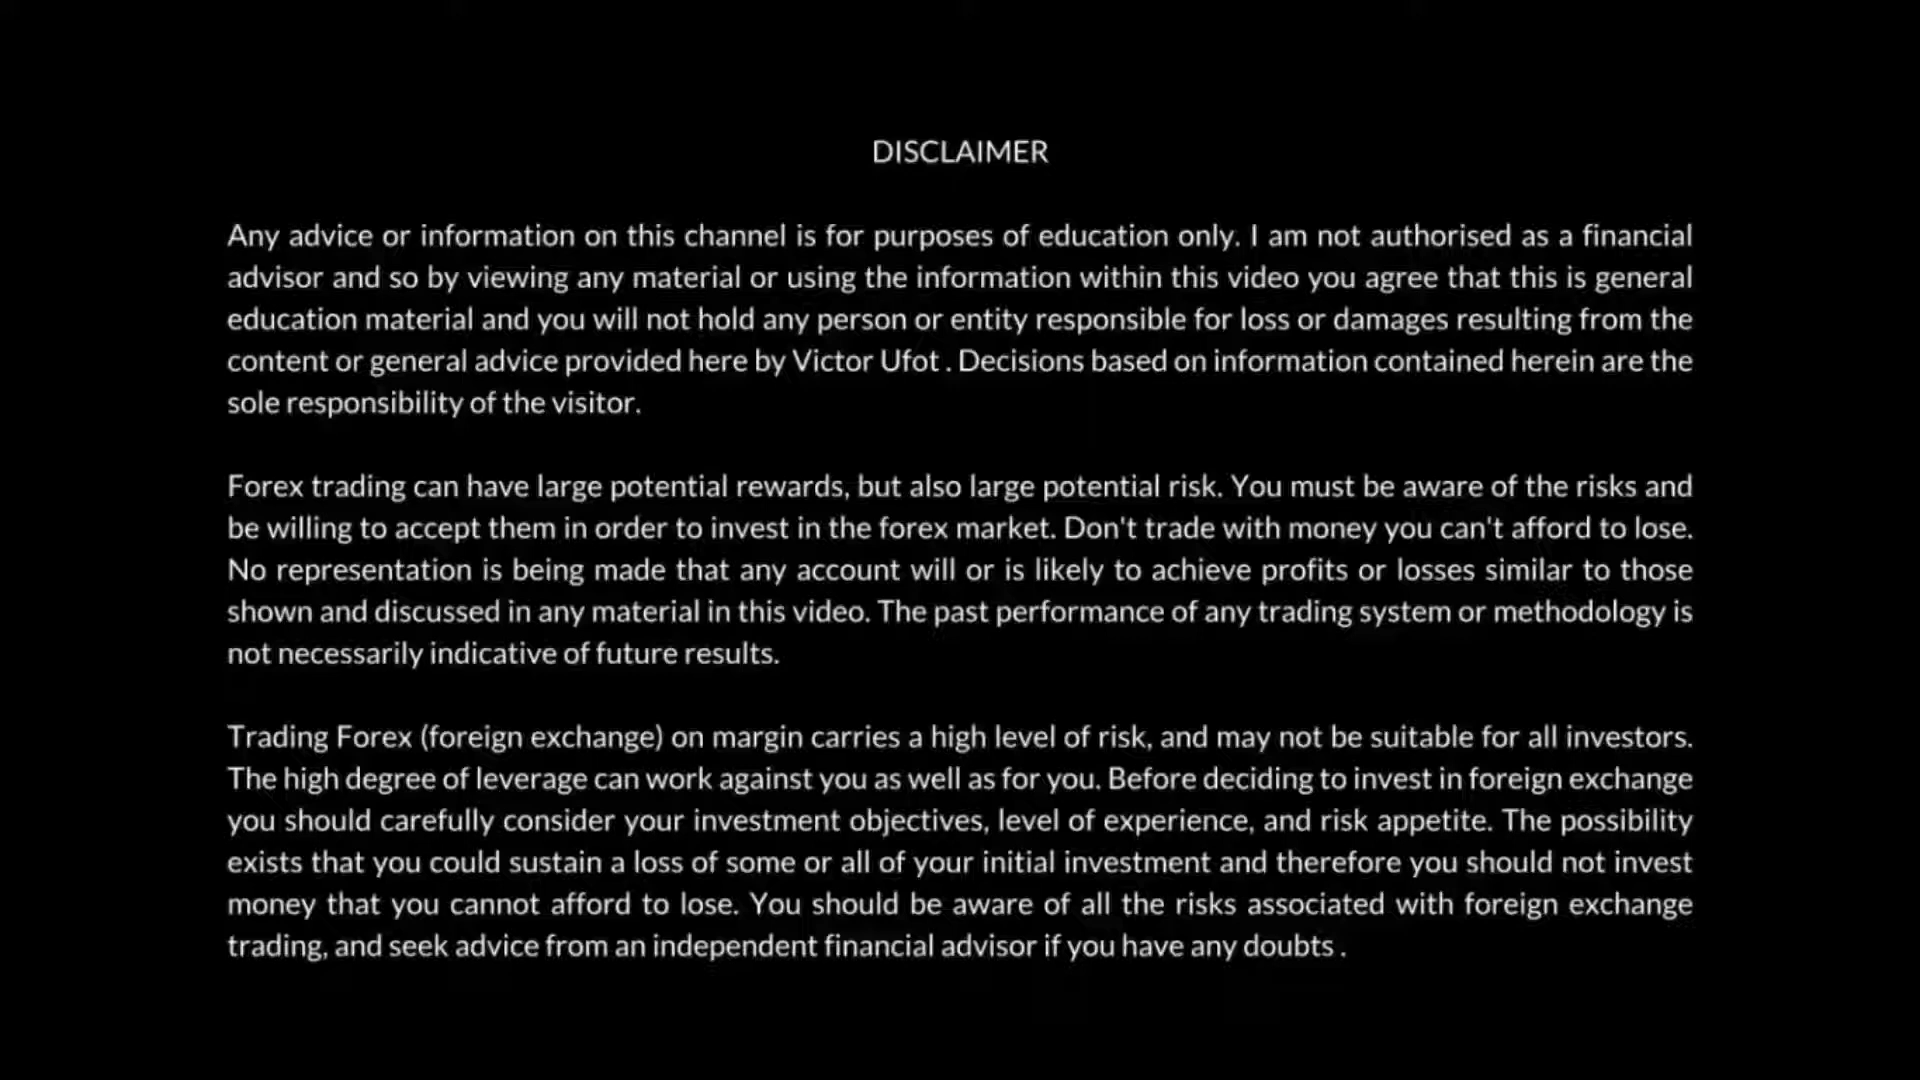 DISCLAIMER
Any advice or information on this channel is for purposes of education only. I am not authorised as a financial
advisor and so by viewing any material or using the information within this video you agree that this is general
education material and you will not hold any person or entity responsible for loss or damages resulting from the
content or general advice provided here by Victor Ufot . Decisions based on information contained herein are the
sole responsibility of the visitor.
Forex trading can have large potential rewards, but also large potential risk. You must be aware of the risks and
be willing to accept them in order to invest in the forex market. Don't trade with money you can't afford to lose.
No representation is being made that any account will or is likely to achieve profits or losses similar to those
shown and discussed in any material in this video. The past performance of any trading system or methodology is
not necessarily indicative of future results.
Trading Forex (foreign exchange) on margin carries a high level of risk, and may not be suitable for all investors.
The high degree of leverage can work against you as well as for you. Before deciding to invest in foreign exchange
you should carefully consider your investment objectives, level of experience, and risk appetite. The possibility
exists that you could sustain a loss of some or all of your initial investment and therefore you should not invest
money that you cannot afford to lose. You should be aware of all the risks associated with foreign exchange
trading, and seek advice from an independent financial advisor if you have any doubts .